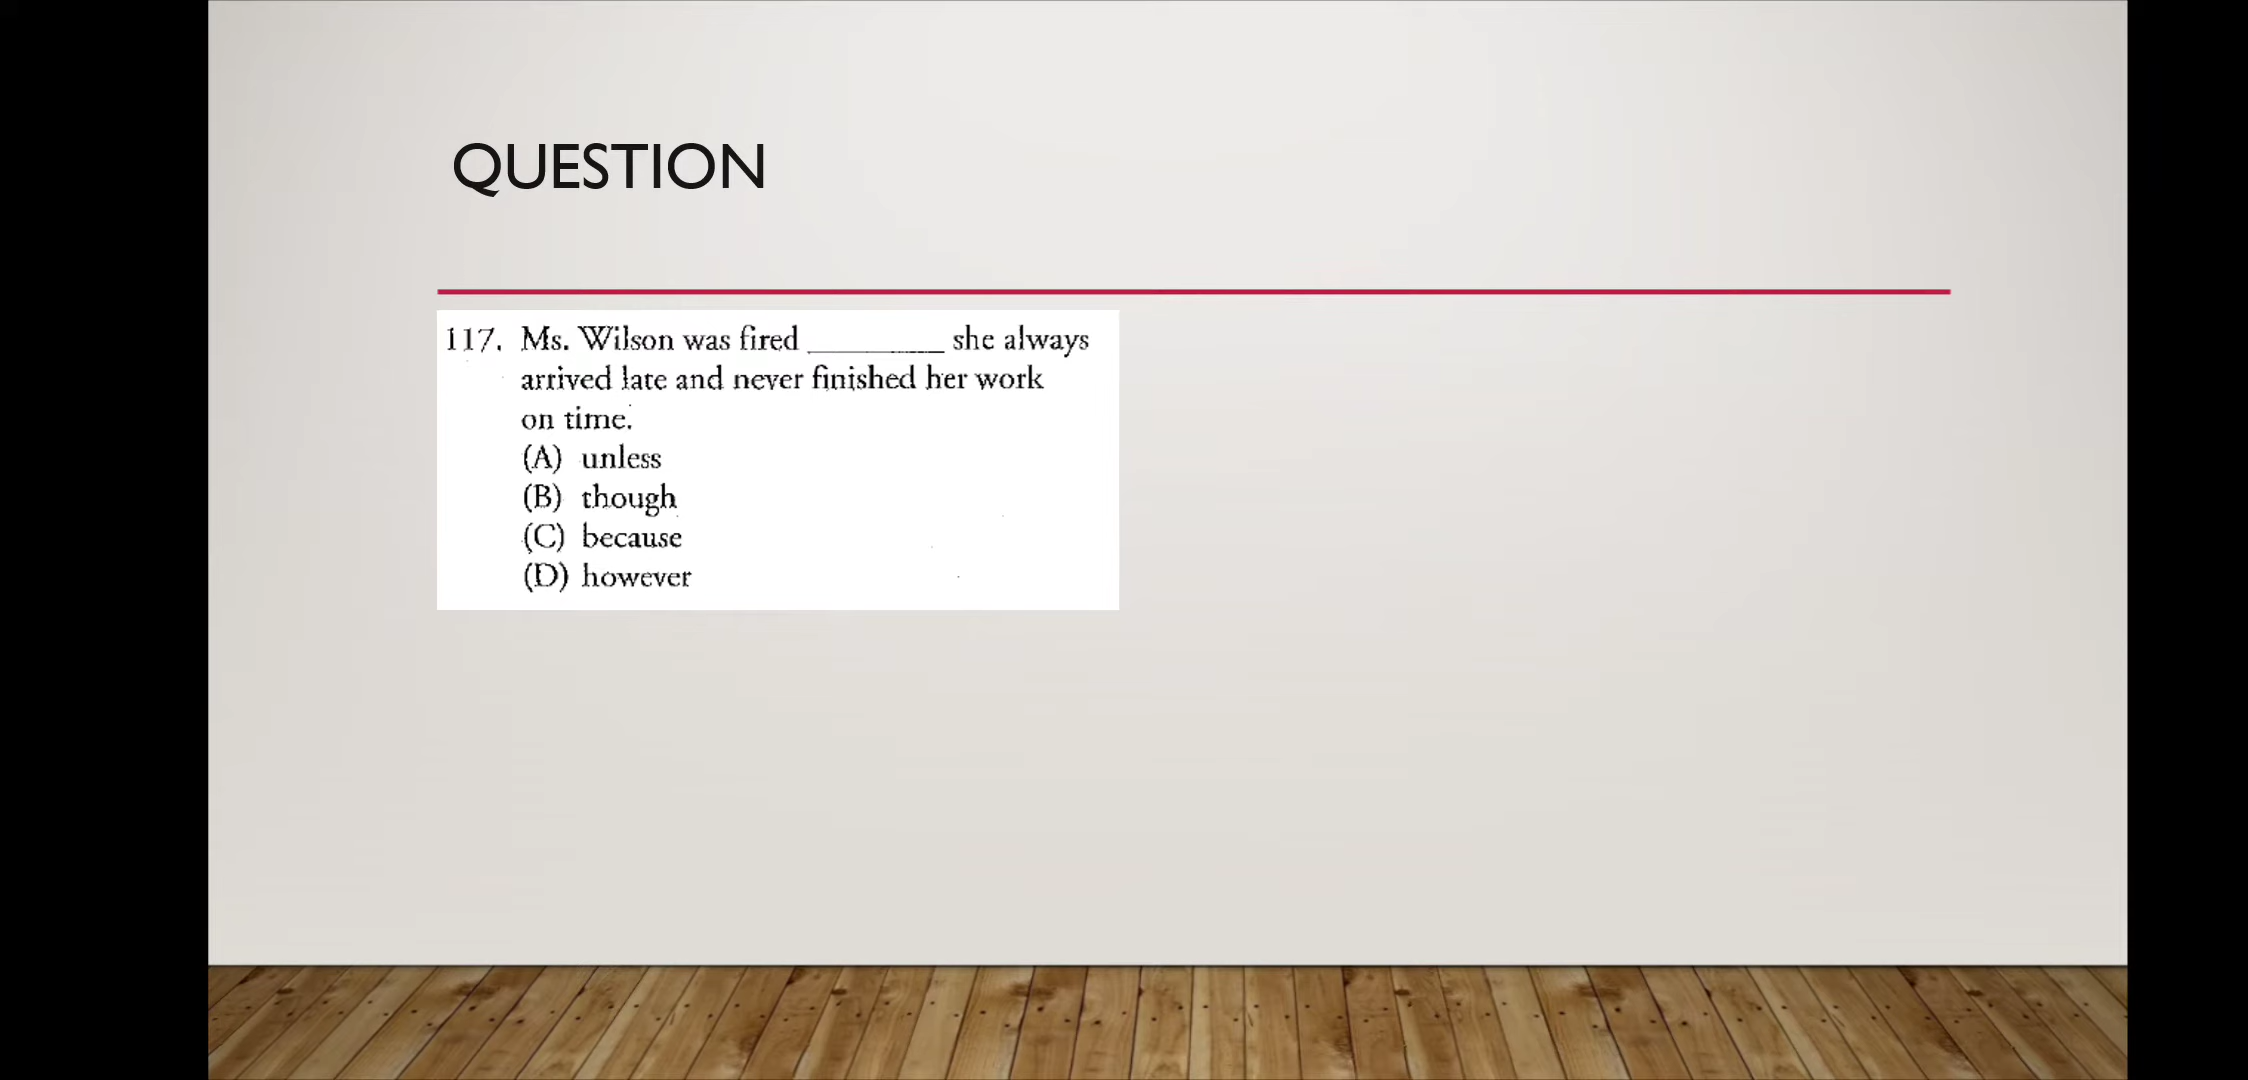 QUESTION
117. Ms. Wilson was fired ________ she always
arrived late and never finished her work
on time.
(A) unless
(B) though
(C) because
(D) however